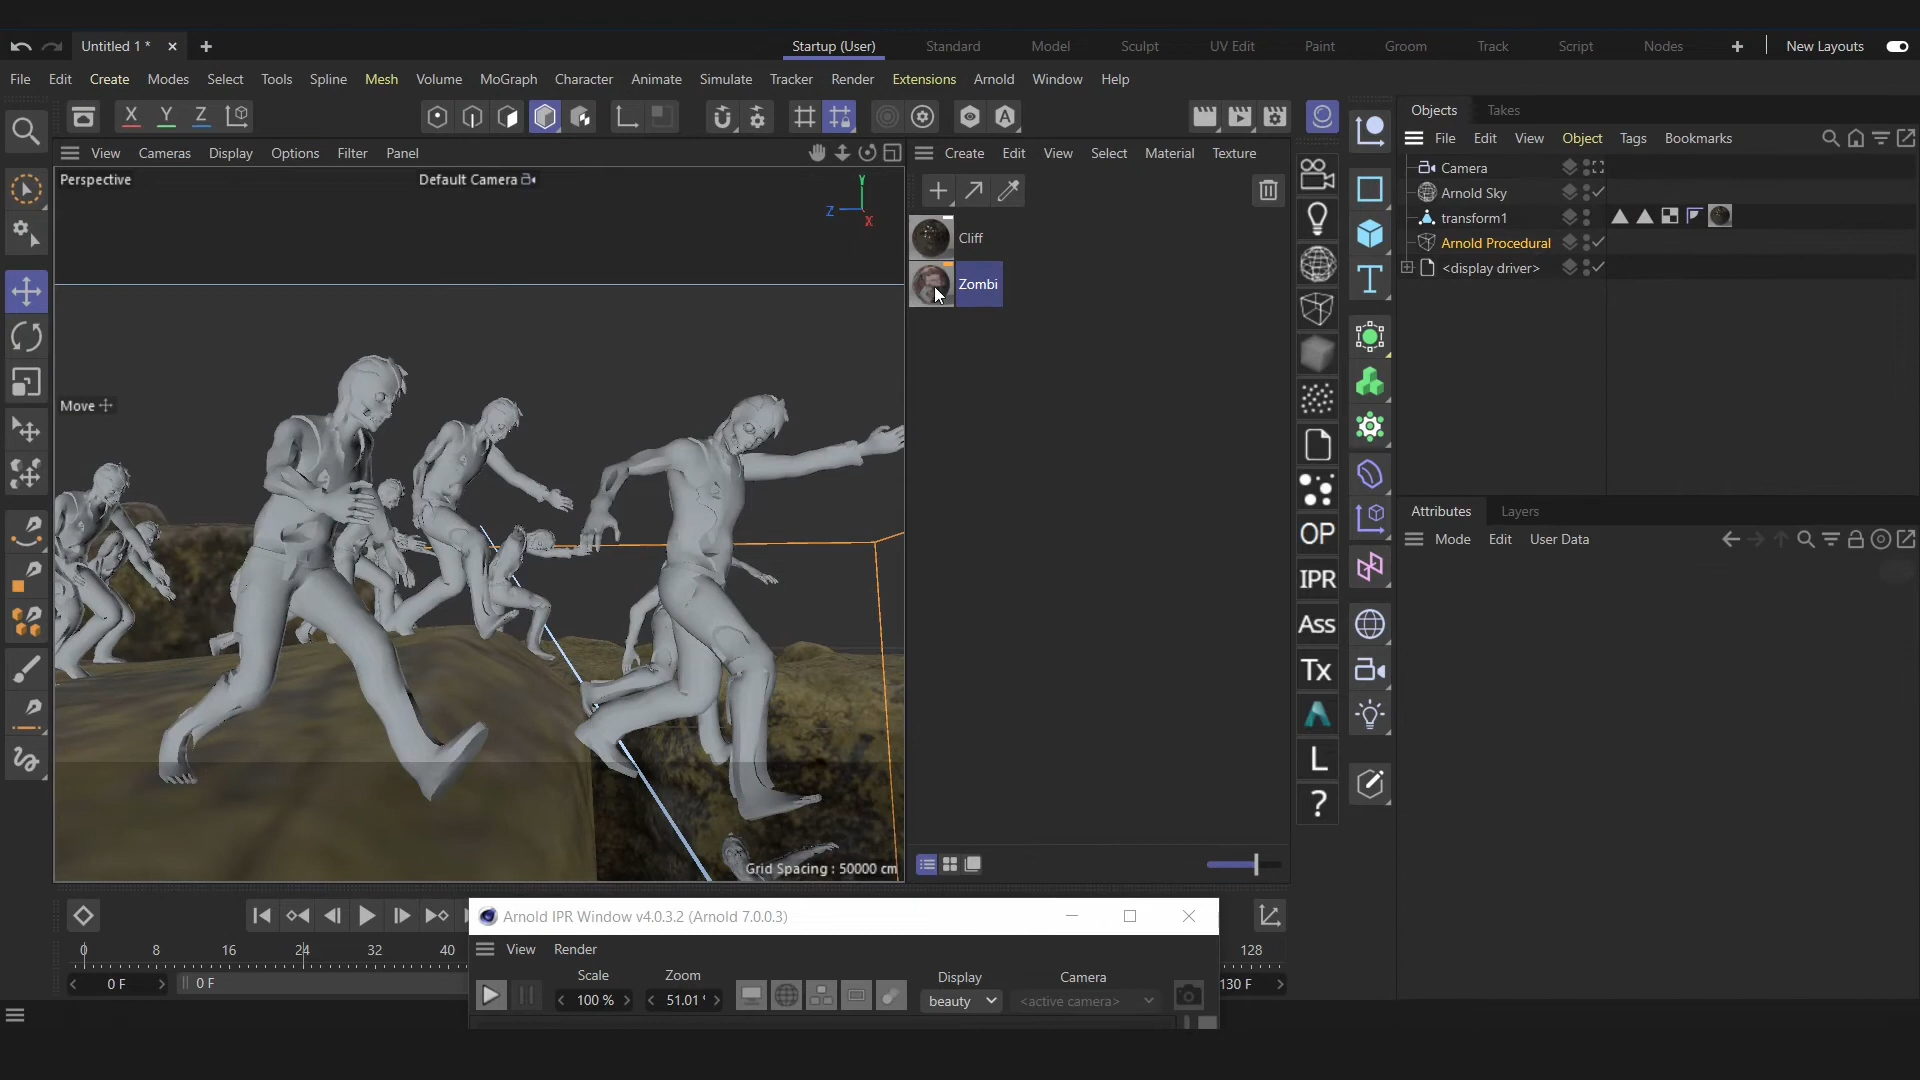 Untitled 1 *
Startup (User)
Standard
Model
Sculpt
UV Edit
Paint
Groom
Track
Script
Nodes
New Layouts
File Edit Create Modes Select Tools Spline Mesh Volume MoGraph Character Animate Simulate Tracker Render Extensions Arnold Window Help
X Y Z
A
View Cameras Display Options Filter Panel
Perspective
Default Camera
Y
Z
X
Move
Grid Spacing : 50000 cm
Create Edit View Select Material Texture
Cliff
Zombi
T
OP
IPR
Ass
Tx
L
?
Objects Takes
File Edit View Object Tags Bookmarks
Camera
Arnold Sky
transform1
Arnold Procedural
<display driver>
Attributes Layers
Mode Edit User Data
0 8 16 24 32 40
128
0 F
0 F
130 F
Arnold IPR Window v4.0.3.2 (Arnold 7.0.0.3)
View Render
Scale Zoom Display Camera
100 % 51.01 beauty <active camera>